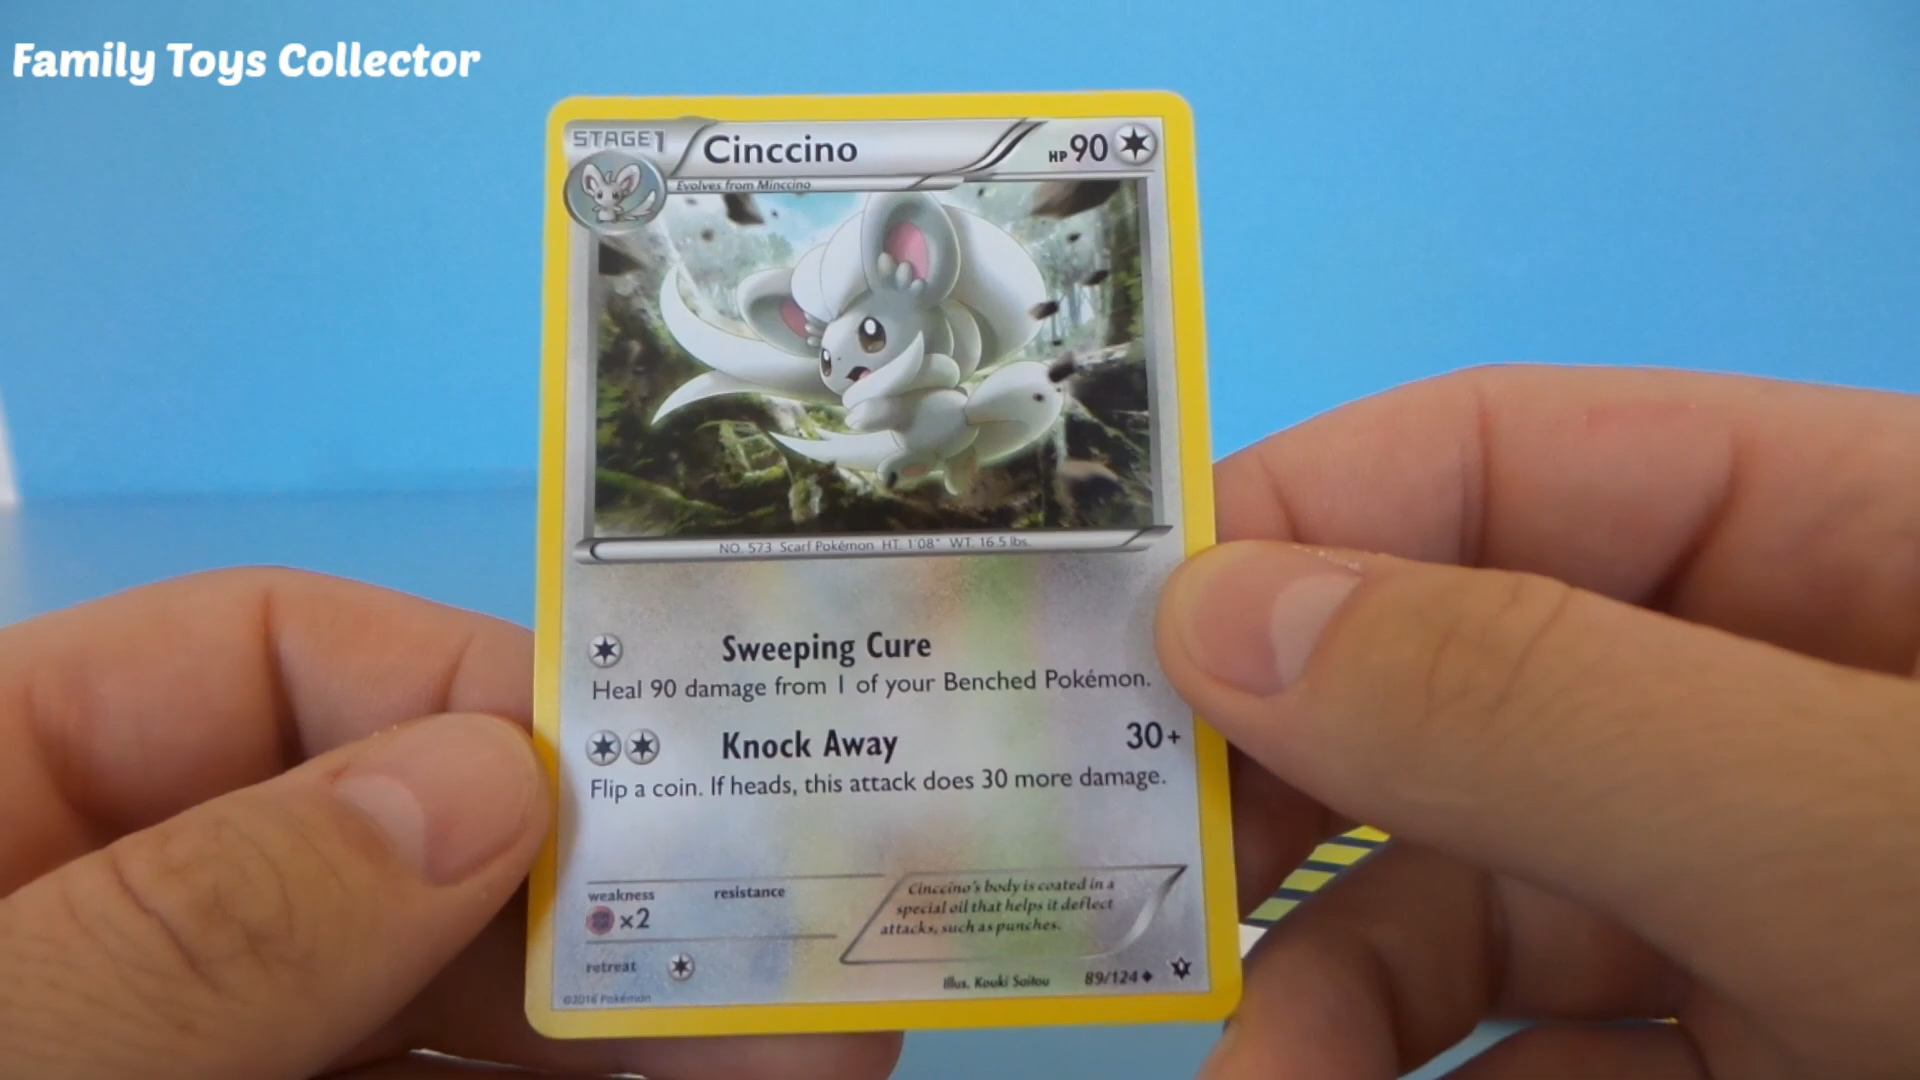 Family Toys Collector
STAGE1
Cinccino
HP 90
Evolves from Minccino
NO. 573 Scarf Pokémon HT. 1'08" WT. 16.5 lbs.
Sweeping Cure
Heal 90 damage from 1 of your Benched Pokémon.
Knock Away 30+
Flip a coin. If heads, this attack does 30 more damage.
weakness resistance
×2
Cinccino's body is coated in a
special oil that helps it deflect
attacks, such as punches.
retreat
Illus. Kouki Saitou 89/124
©2016 Pokémon